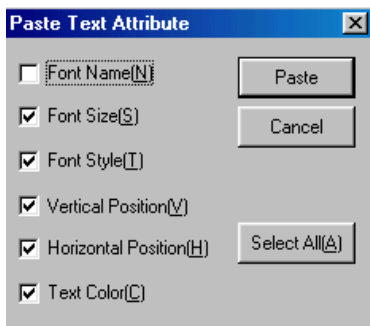 Paste Text Attribute
Font Name(N)
Paste
Font Size(S)
Cancel
Font Style(T)
Vertical Position(V)
Horizontal Position(H)
Select All(A)
Text Color(C)